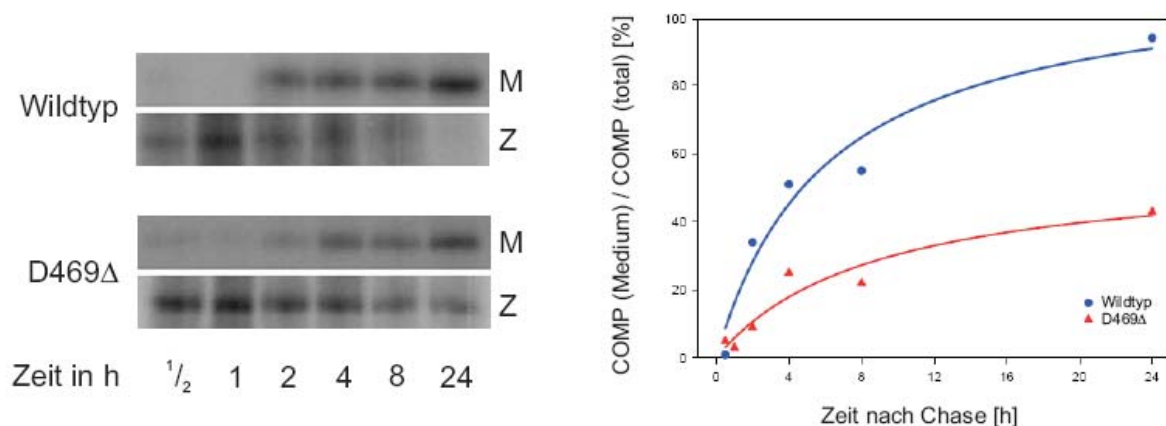 Wildtyp
M
Z
D469Δ
M
Z
Zeit in h ½ 1 2 4 8 24
COMP (Medium) / COMP (total) [%]
100
80
60
40
20
0
Wildtyp
D469Δ
0 4 8 12 16 20 24
Zeit nach Chase [h]